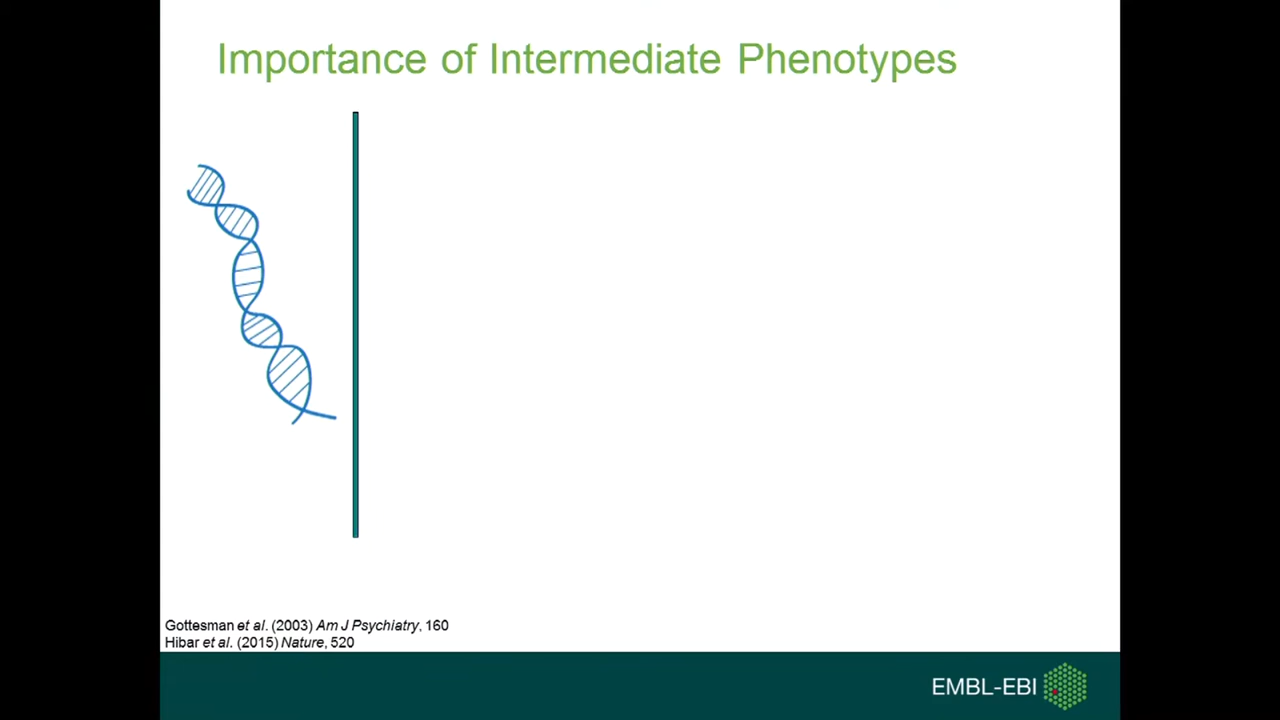 Importance of Intermediate Phenotypes
Gottesman et al. (2003) Am J Psychiatry, 160
Hibar et al. (2015) Nature, 520
EMBL-EBI